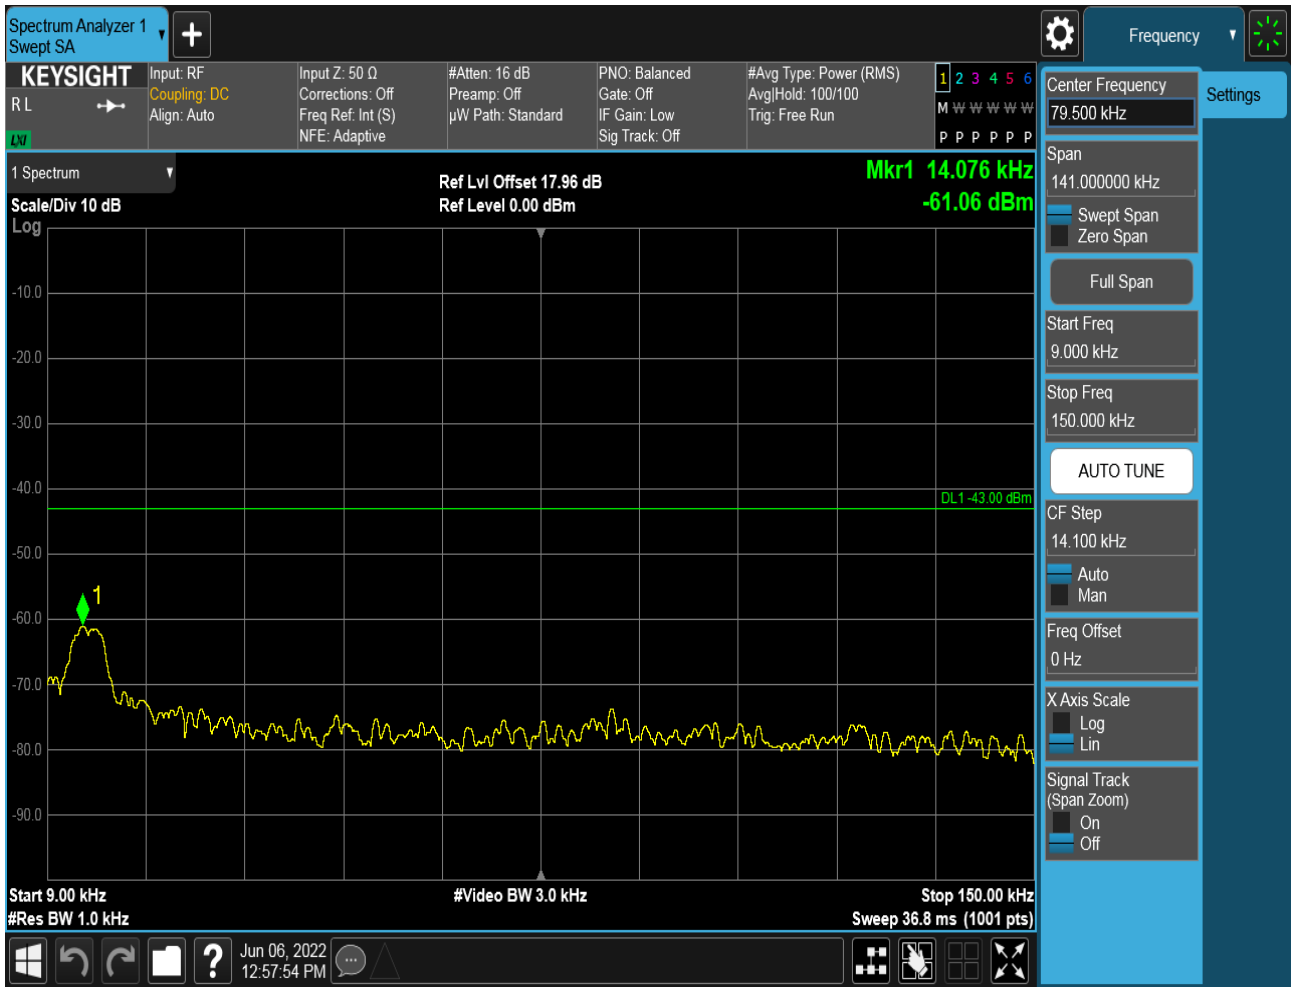 Spectrum Analyzer 1
Swept SA
Frequency
KEYSIGHT
R L
LXI
Input: RF
Coupling: DC
Align: Auto
Input Z: 50 Ω
Corrections: Off
Freq Ref: Int (S)
NFE: Adaptive
#Atten: 16 dB
Preamp: Off
µW Path: Standard
PNO: Balanced
Gate: Off
IF Gain: Low
Sig Track: Off
#Avg Type: Power (RMS)
Avg|Hold: 100/100
Trig: Free Run
1 2 3 4 5 6
M W W W W W
P P P P P P
1 Spectrum
Scale/Div 10 dB
Log
Ref Lvl Offset 17.96 dB
Ref Level 0.00 dBm
Mkr1 14.076 kHz
-61.06 dBm
-10.0
-20.0
-30.0
-40.0
DL1 -43.00 dBm
-50.0
1
-60.0
-70.0
-80.0
-90.0
Start 9.00 kHz
#Video BW 3.0 kHz
Stop 150.00 kHz
#Res BW 1.0 kHz
Sweep 36.8 ms (1001 pts)
Center Frequency
79.500 kHz
Settings
Span
141.000000 kHz
Swept Span
Zero Span
Full Span
Start Freq
9.000 kHz
Stop Freq
150.000 kHz
AUTO TUNE
CF Step
14.100 kHz
Auto
Man
Freq Offset
0 Hz
X Axis Scale
Log
Lin
Signal Track
(Span Zoom)
On
Off
?
Jun 06, 2022
12:57:54 PM